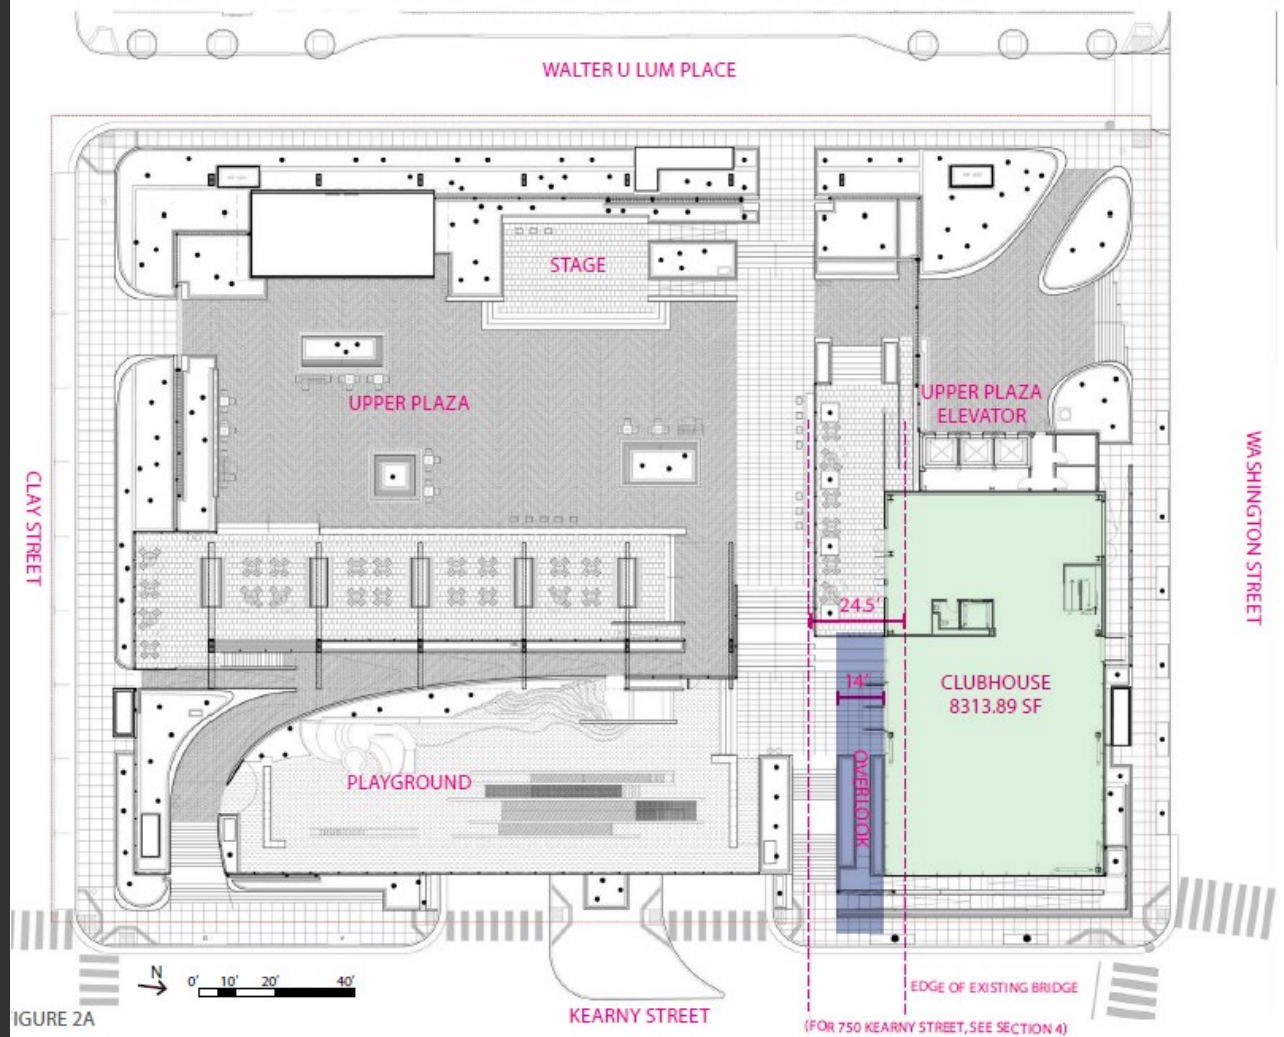 WALTER U LUM PLACE
STAGE
UPPER PLAZA
UPPER PLAZA
ELEVATOR
CLAY STREET
WASHINGTON STREET
24.5'
14'
CLUBHOUSE
8313.89 SF
OVERLOOK
PLAYGROUND
N
0' 10' 20' 40'
EDGE OF EXISTING BRIDGE
IGURE 2A
KEARNY STREET
(FOR 750 KEARNY STREET, SEE SECTION 4)